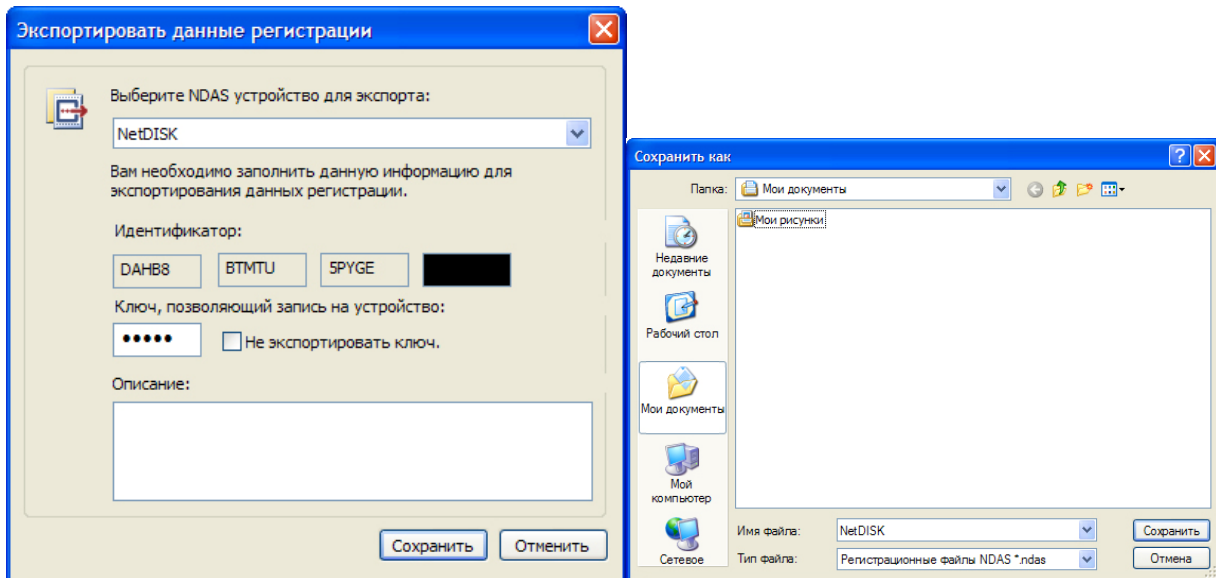 Экспортировать данные регистрации
Выберите NDAS устройство для экспорта:
NetDISK
Вам необходимо заполнить данную информацию для
экспортирования данных регистрации.
Идентификатор:
DAHB8 BTMTU 5PYGE
Ключ, позволяющий запись на устройство:
•••••
Не экспортировать ключ.
Описание:
Сохранить Отменить
Сохранить как
Папка: Мои документы
Мои рисунки
Недавние
документы
Рабочий стол
Мои документы
Мой
компьютер
Сетевое
Имя файла: NetDISK Сохранить
Тип файла: Регистрационные файлы NDAS *.ndas Отмена